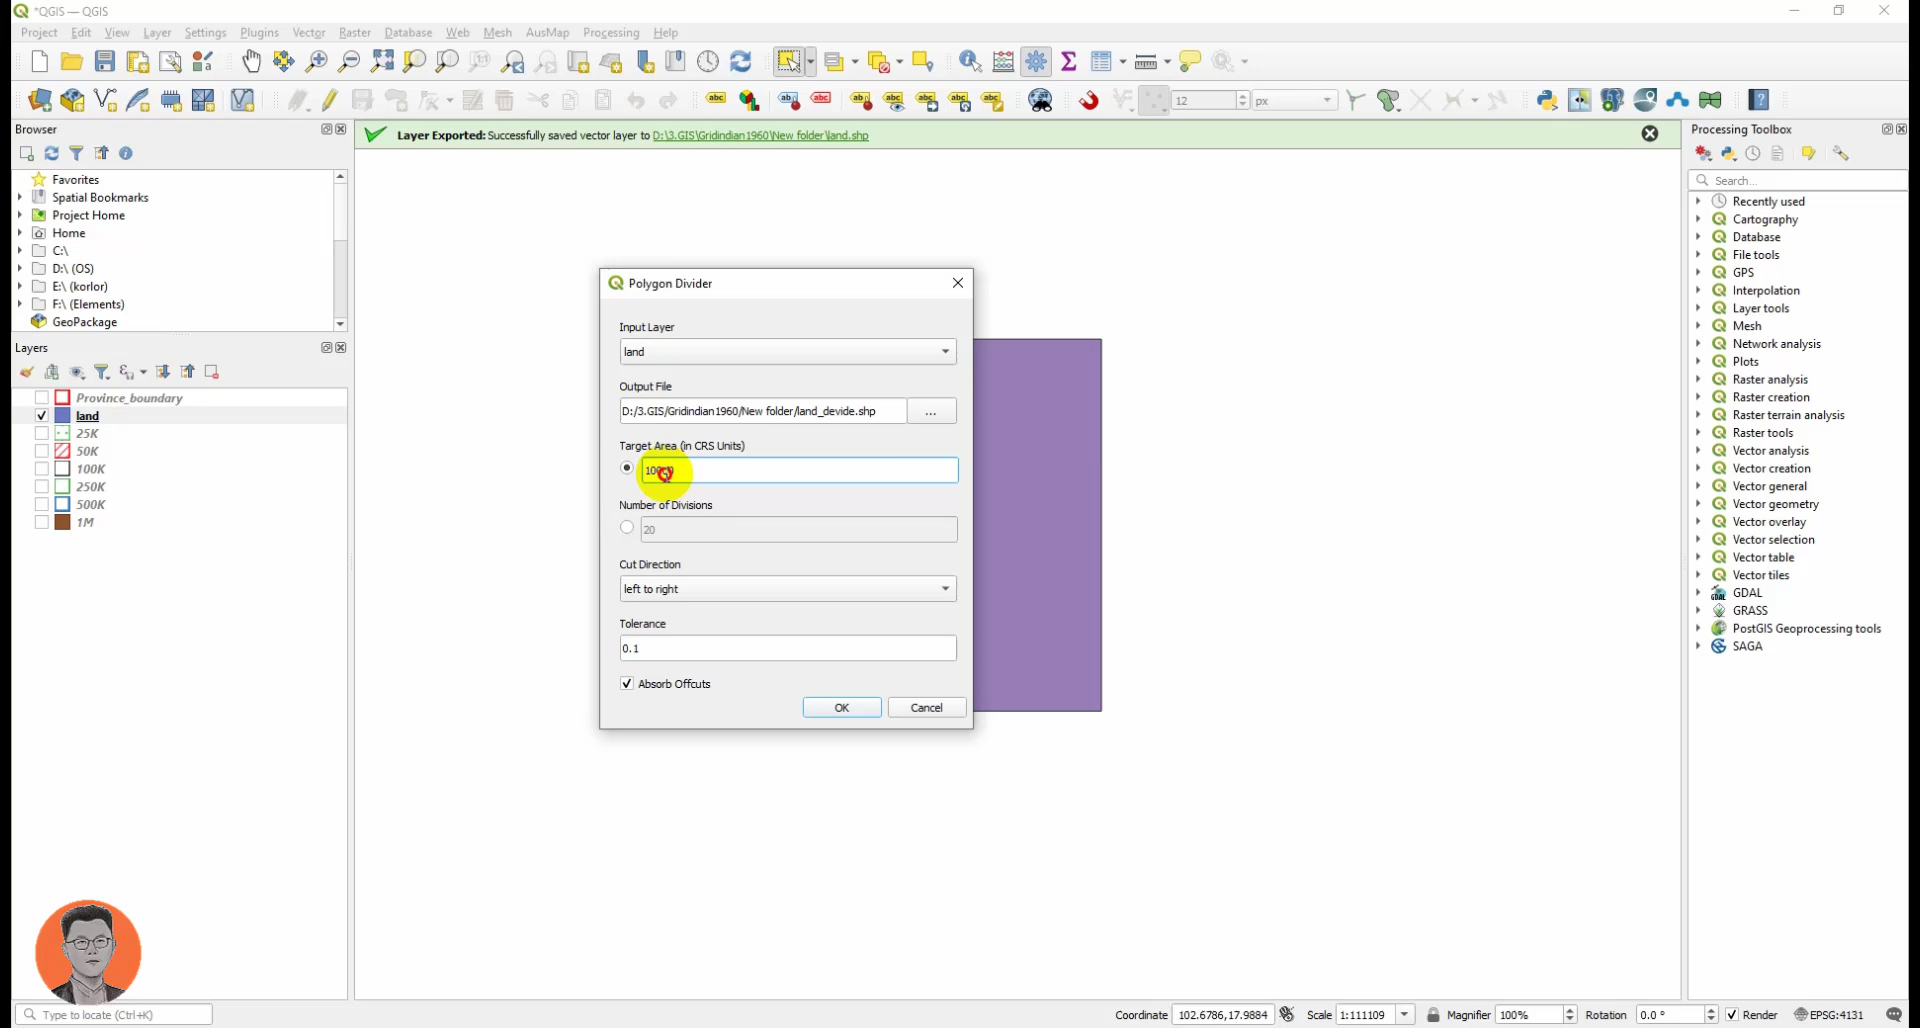 *QGIS — QGIS
Project Edit View Layer Settings Plugins Vector Raster Database Web Mesh AusMap Processing Help
12 px
Browser
Favorites
Spatial Bookmarks
Project Home
Home
C:\
D:\ (OS)
E:\ (korlor)
F:\ (Elements)
GeoPackage
Layers
Province_boundary
land
25K
50K
100K
250K
500K
1M
Type to locate (Ctrl+K)
Layer Exported: Successfully saved vector layer to D:\3.GIS\Gridindian1960\New folder\land.shp
Polygon Divider
Input Layer
land
Output File
D:/3.GIS/Gridindian1960/New folder/land_devide.shp
...
Target Area (in CRS Units)
Number of Divisions
20
Cut Direction
left to right
Tolerance
0.1
Absorb Offcuts
OK Cancel
Processing Toolbox
Search...
Recently used
Cartography
Database
File tools
GPS
Interpolation
Layer tools
Mesh
Network analysis
Plots
Raster analysis
Raster creation
Raster terrain analysis
Raster tools
Vector analysis
Vector creation
Vector general
Vector geometry
Vector overlay
Vector selection
Vector table
Vector tiles
GDAL
GRASS
PostGIS Geoprocessing tools
SAGA
Coordinate 102.6786,17.9884 Scale 1:111109 Magnifier 100% Rotation 0.0 ° Render EPSG:4131